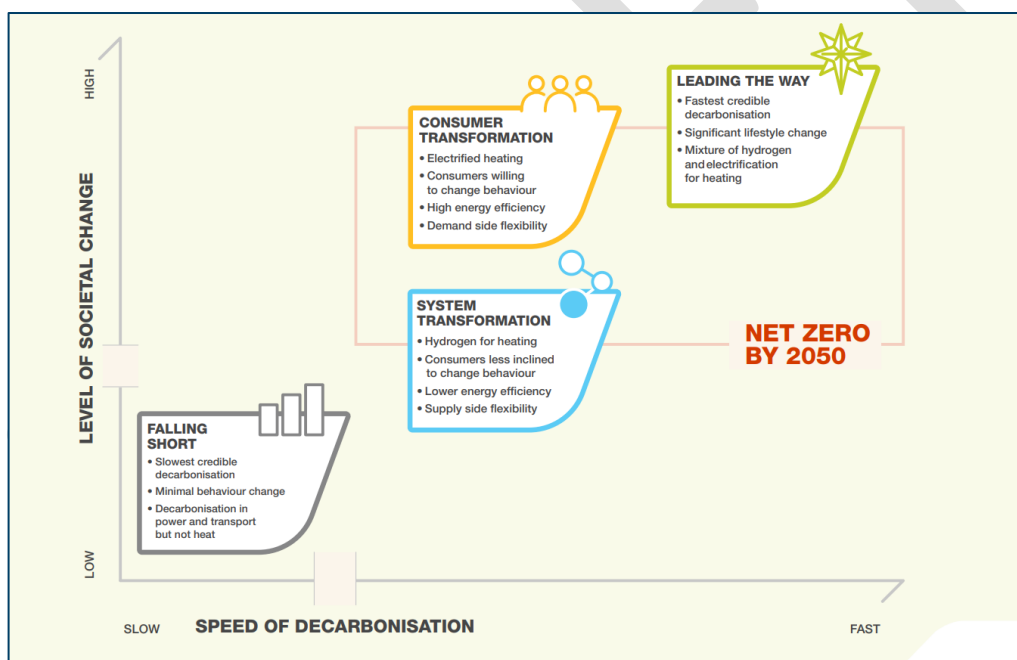 HIGH
LEVEL OF SOCIETAL CHANGE
LOW
CONSUMER
TRANSFORMATION
• Electrified heating
• Consumers willing
to change behaviour
• High energy efficiency
• Demand side flexibility
LEADING THE WAY
• Fastest credible
decarbonisation
• Significant lifestyle change
• Mixture of hydrogen
and electrification
for heating
SYSTEM
TRANSFORMATION
• Hydrogen for heating
• Consumers less inclined
to change behaviour
• Lower energy efficiency
• Supply side flexibility
NET ZERO
BY 2050
FALLING
SHORT
• Slowest credible
decarbonisation
• Minimal behaviour change
• Decarbonisation in
power and transport
but not heat
SLOW
SPEED OF DECARBONISATION
FAST